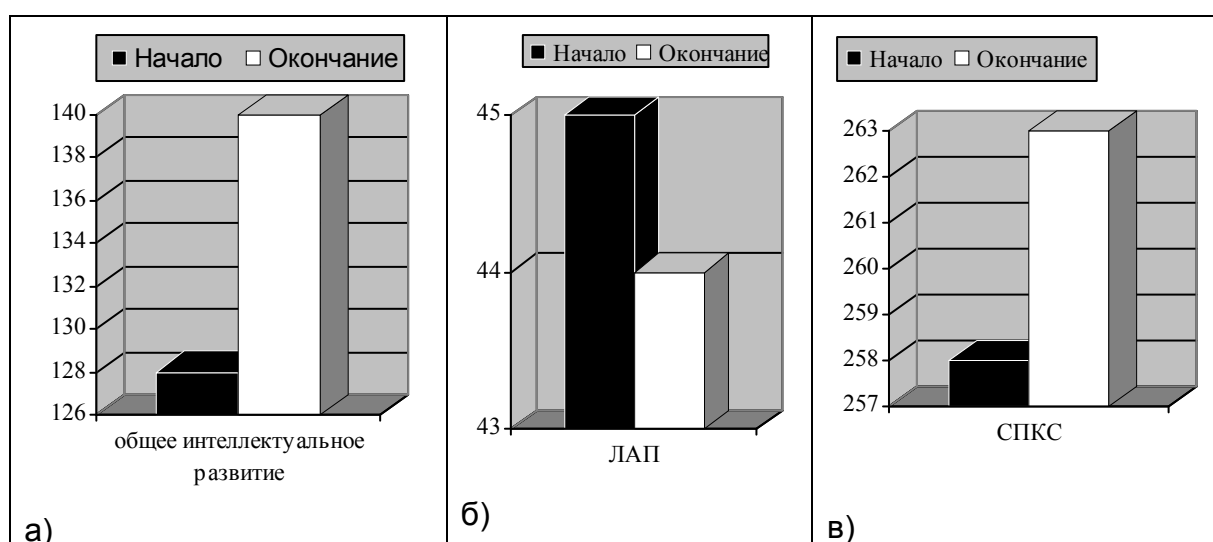 Начало Окончание
140
138
136
134
132
130
128
126
общее интеллектуальное
развитие
а)
Начало Окончание
45
44
43
ЛАП
б)
Начало Окончание
263
262
261
260
259
258
257
СПКС
в)